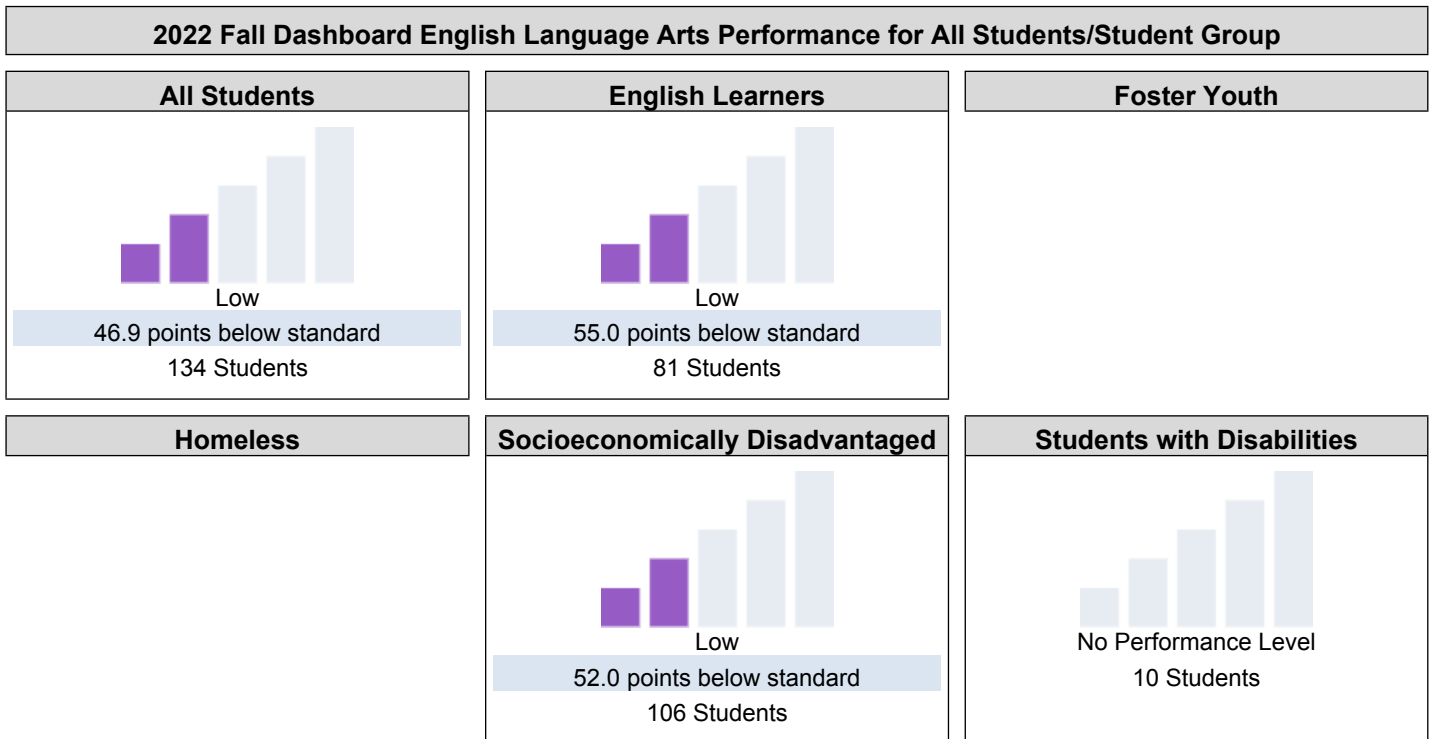 2022 Fall Dashboard English Language Arts Performance for All Students/Student Group
All Students
Low
46.9 points below standard
134 Students
English Learners
Low
55.0 points below standard
81 Students
Foster Youth
Homeless
Socioeconomically Disadvantaged
Low
52.0 points below standard
106 Students
Students with Disabilities
No Performance Level
10 Students